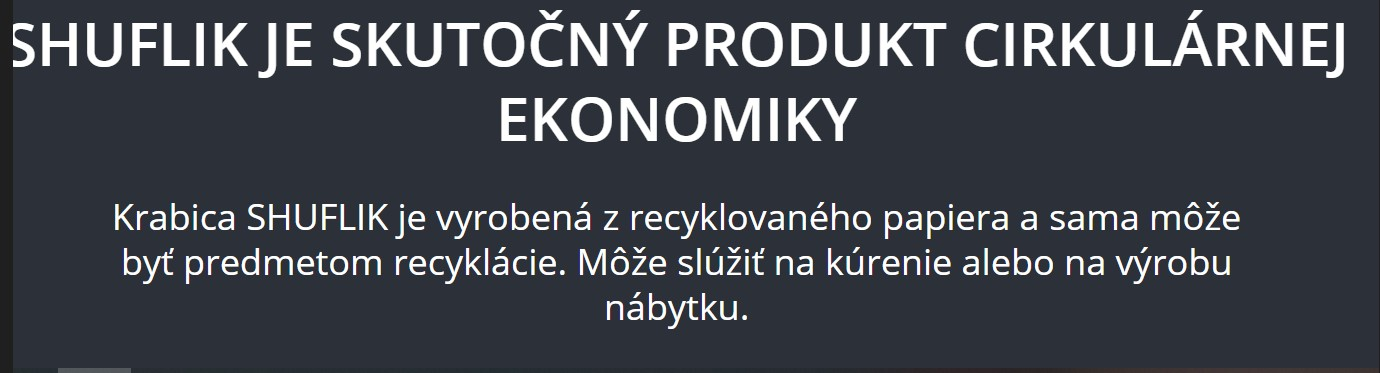 SHUFLIK JE SKUTOČNÝ PRODUKT CIRKULÁRNEJ
EKONOMIKY
Krabica SHUFLIK je vyrobená z recyklovaného papiera a sama môže
byť predmetom recyklácie. Môže slúžiť na kúrenie alebo na výrobu
nábytku.